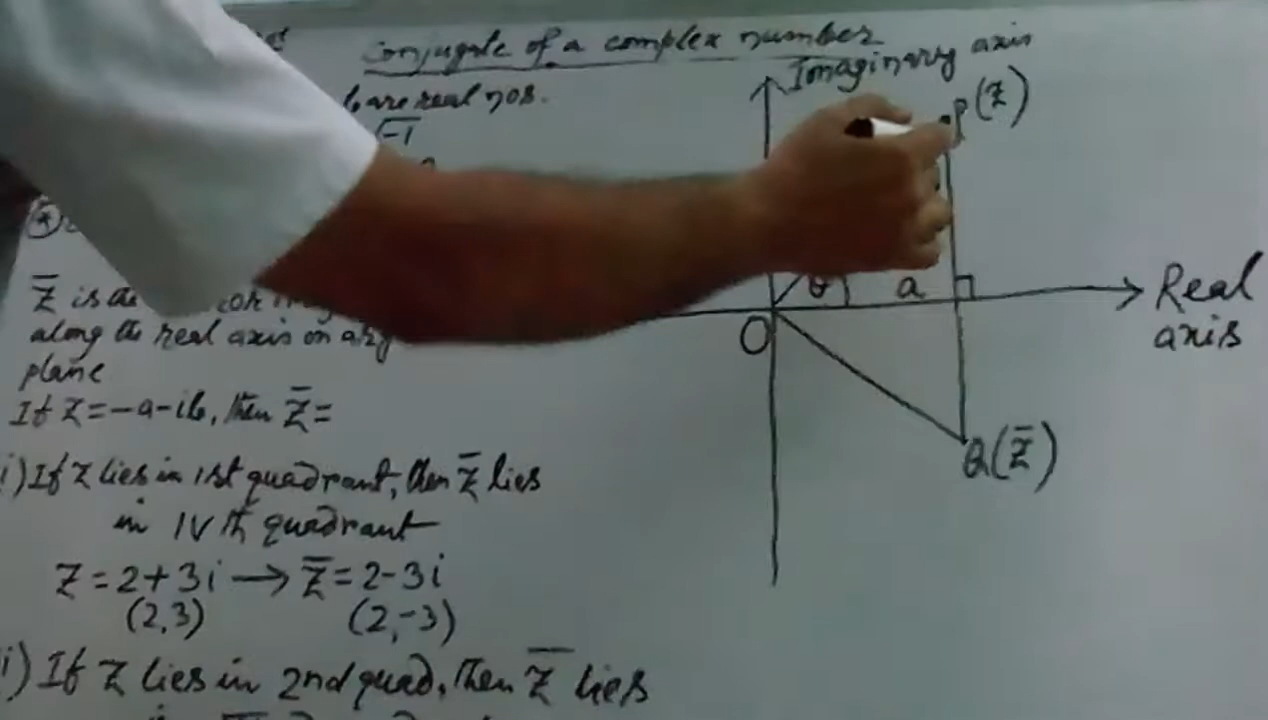 Conjugate of a complex number
Imaginary axis
are real nos.
√-1
P(Z)
Z̅ is the
along the real axis on arg
plane
If Z=-a-ib, then Z̅=
i) If Z lies in 1st quadrant, then Z̅ lies
in IVth quadrant
Z=2+3i→Z̅=2-3i
(2,3) (2,-3)
i) If Z lies in 2nd quad, then Z̅ lies
θ a
Real
axis
O
Q(Z̅)